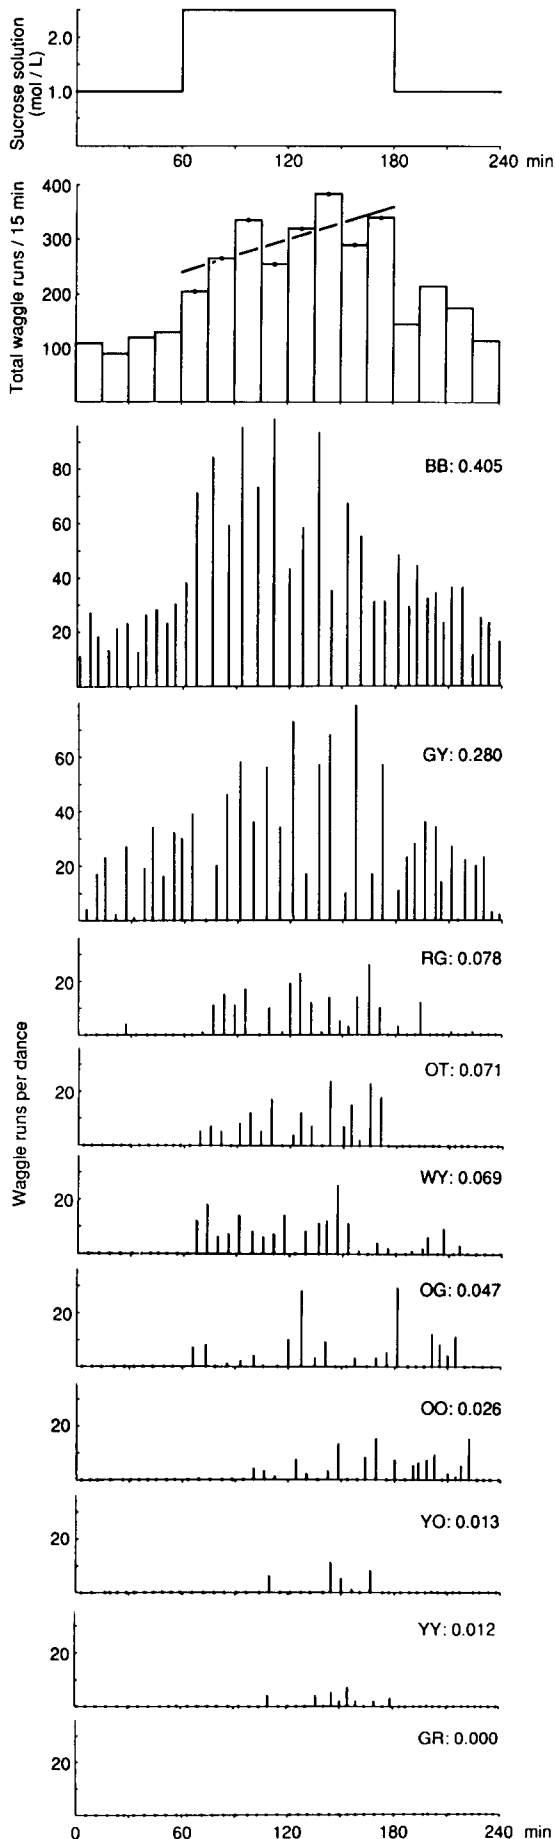 Sucrose solution
(mol / L)
2.0
1.0
60 120 180 240 min
Total waggle runs / 15 min
400
300
200
100
BB: 0.405
80
60
40
20
GY: 0.280
60
40
20
RG: 0.078
20
Waggle runs per dance
OT: 0.071
20
WY: 0.069
20
OG: 0.047
20
OO: 0.026
20
YO: 0.013
20
YY: 0.012
20
GR: 0.000
20
0 60 120 180 240 min